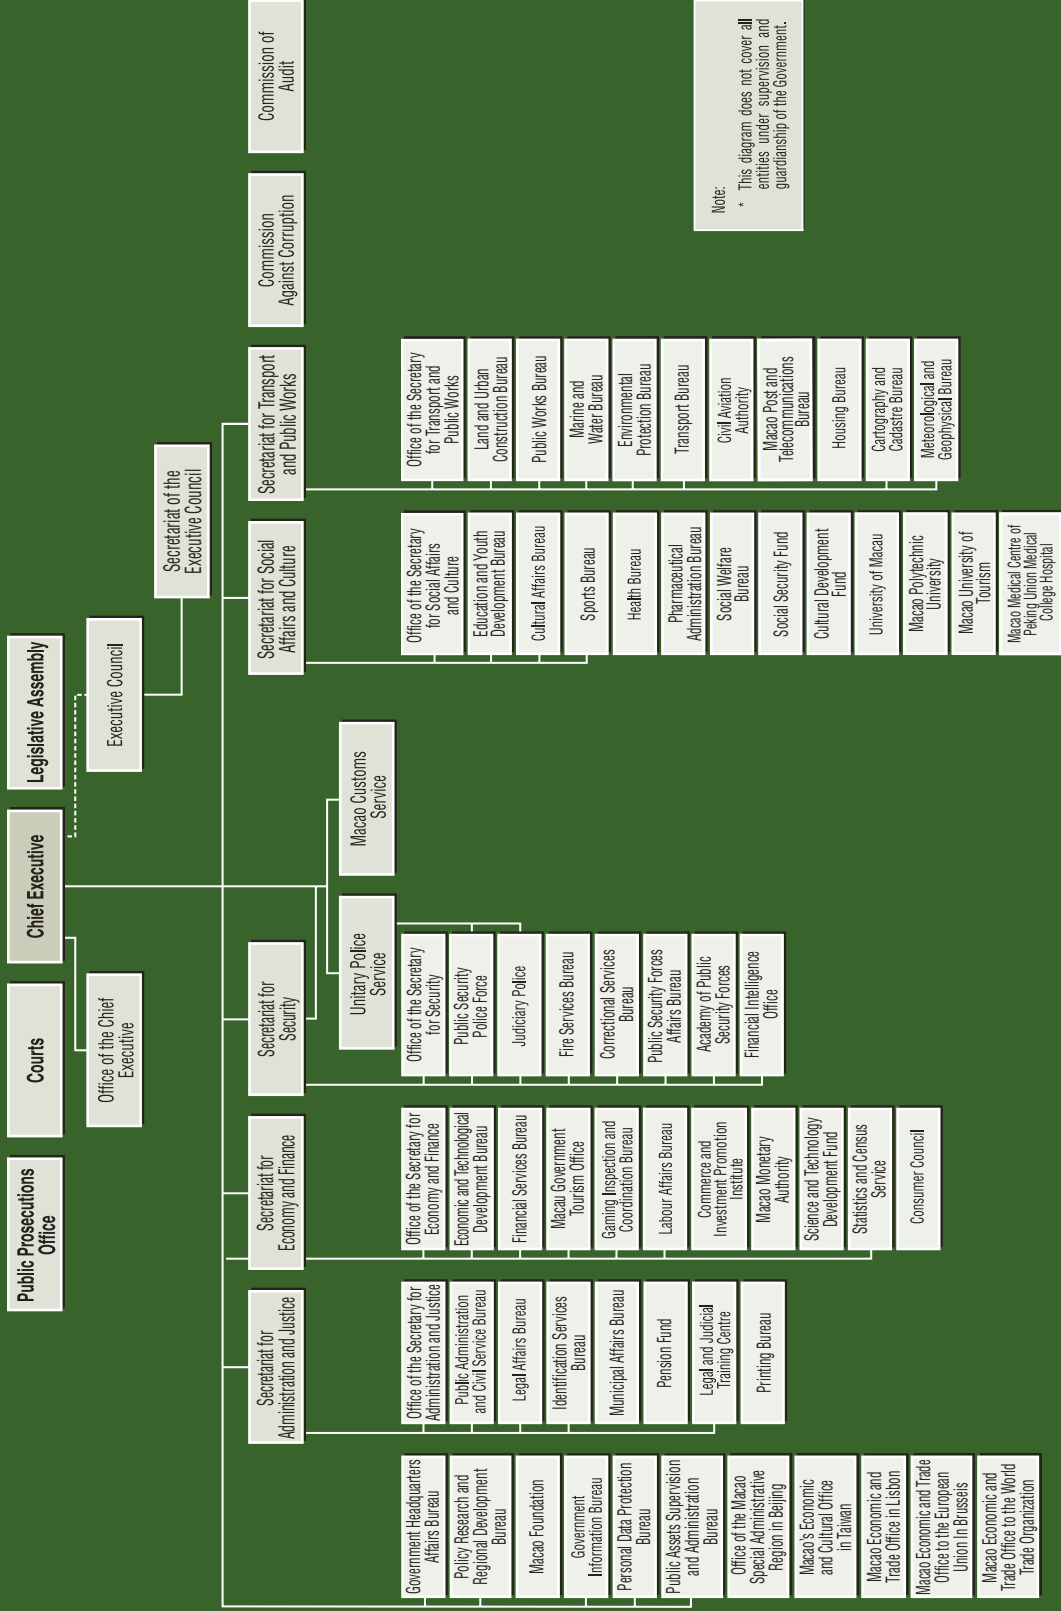 Public Prosecutions
Office
Courts
Chief Executive
Legislative Assembly
Office of the Chief
Executive
Executive Council
Secretariat of the
Executive Council
Secretariat for
Administration and Justice
Secretariat for
Economy and Finance
Secretariat for
Security
Secretariat for Social
Affairs and Culture
Secretariat for Transport
and Public Works
Commission
Against Corruption
Commission of
Audit
Unitary Police
Service
Macao Customs
Service
Government Headquarters
Affairs Bureau
Policy Research and
Regional Development
Bureau
Macao Foundation
Government
Information Bureau
Personal Data Protection
Bureau
Public Assets Supervision
and Administration
Bureau
Office of the Macao
Special Administrative
Region in Beijing
Macao's Economic
and Cultural Office
in Taiwan
Macao Economic and
Trade Office in Lisbon
Macao Economic and Trade
Office to the European
Union In Brusseis
Macao Economic and
Trade Office to the World
Trade Organization
Office of the Secretary for
Administration and Justice
Public Administration
and Civil Service Bureau
Legal Affairs Bureau
Identification Services
Bureau
Municipal Affairs Bureau
Pension Fund
Legal and Judicial
Training Centre
Printing Bureau
Office of the Secretary for
Economy and Finance
Economic and Technological
Development Bureau
Financial Services Bureau
Macau Government
Tourism Office
Gaming Inspection and
Coordination Bureau
Labour Affairs Bureau
Commerce and
Investment Promotion
Institute
Macao Monetary
Authority
Science and Technology
Development Fund
Statistics and Census
Service
Consumer Council
Office of the Secretary
for Security
Public Security
Police Force
Judiciary Police
Fire Services Bureau
Correctional Services
Bureau
Public Security Forces
Affairs Bureau
Academy of Public
Security Forces
Financial Intelligence
Office
Office of the Secretary
for Social Affairs
and Culture
Education and Youth
Development Bureau
Cultural Affairs Bureau
Sports Bureau
Health Bureau
Pharmaceutical
Administration Bureau
Social Welfare
Bureau
Social Security Fund
Cultural Development
Fund
University of Macau
Macao Polytechnic
University
Macao University of
Tourism
Macao Medical Centre of
Peking Union Medical
College Hospital
Office of the Secretary
for Transport and
Public Works
Land and Urban
Construction Bureau
Public Works Bureau
Marine and
Water Bureau
Environmental
Protection Bureau
Transport Bureau
Civil Aviation
Authority
Macao Post and
Telecommunications
Bureau
Housing Bureau
Cartography and
Cadastre Bureau
Meteorological and
Geophysical Bureau
Note:
* This diagram does not cover all
entities under supervision and
guardianship of the Government.